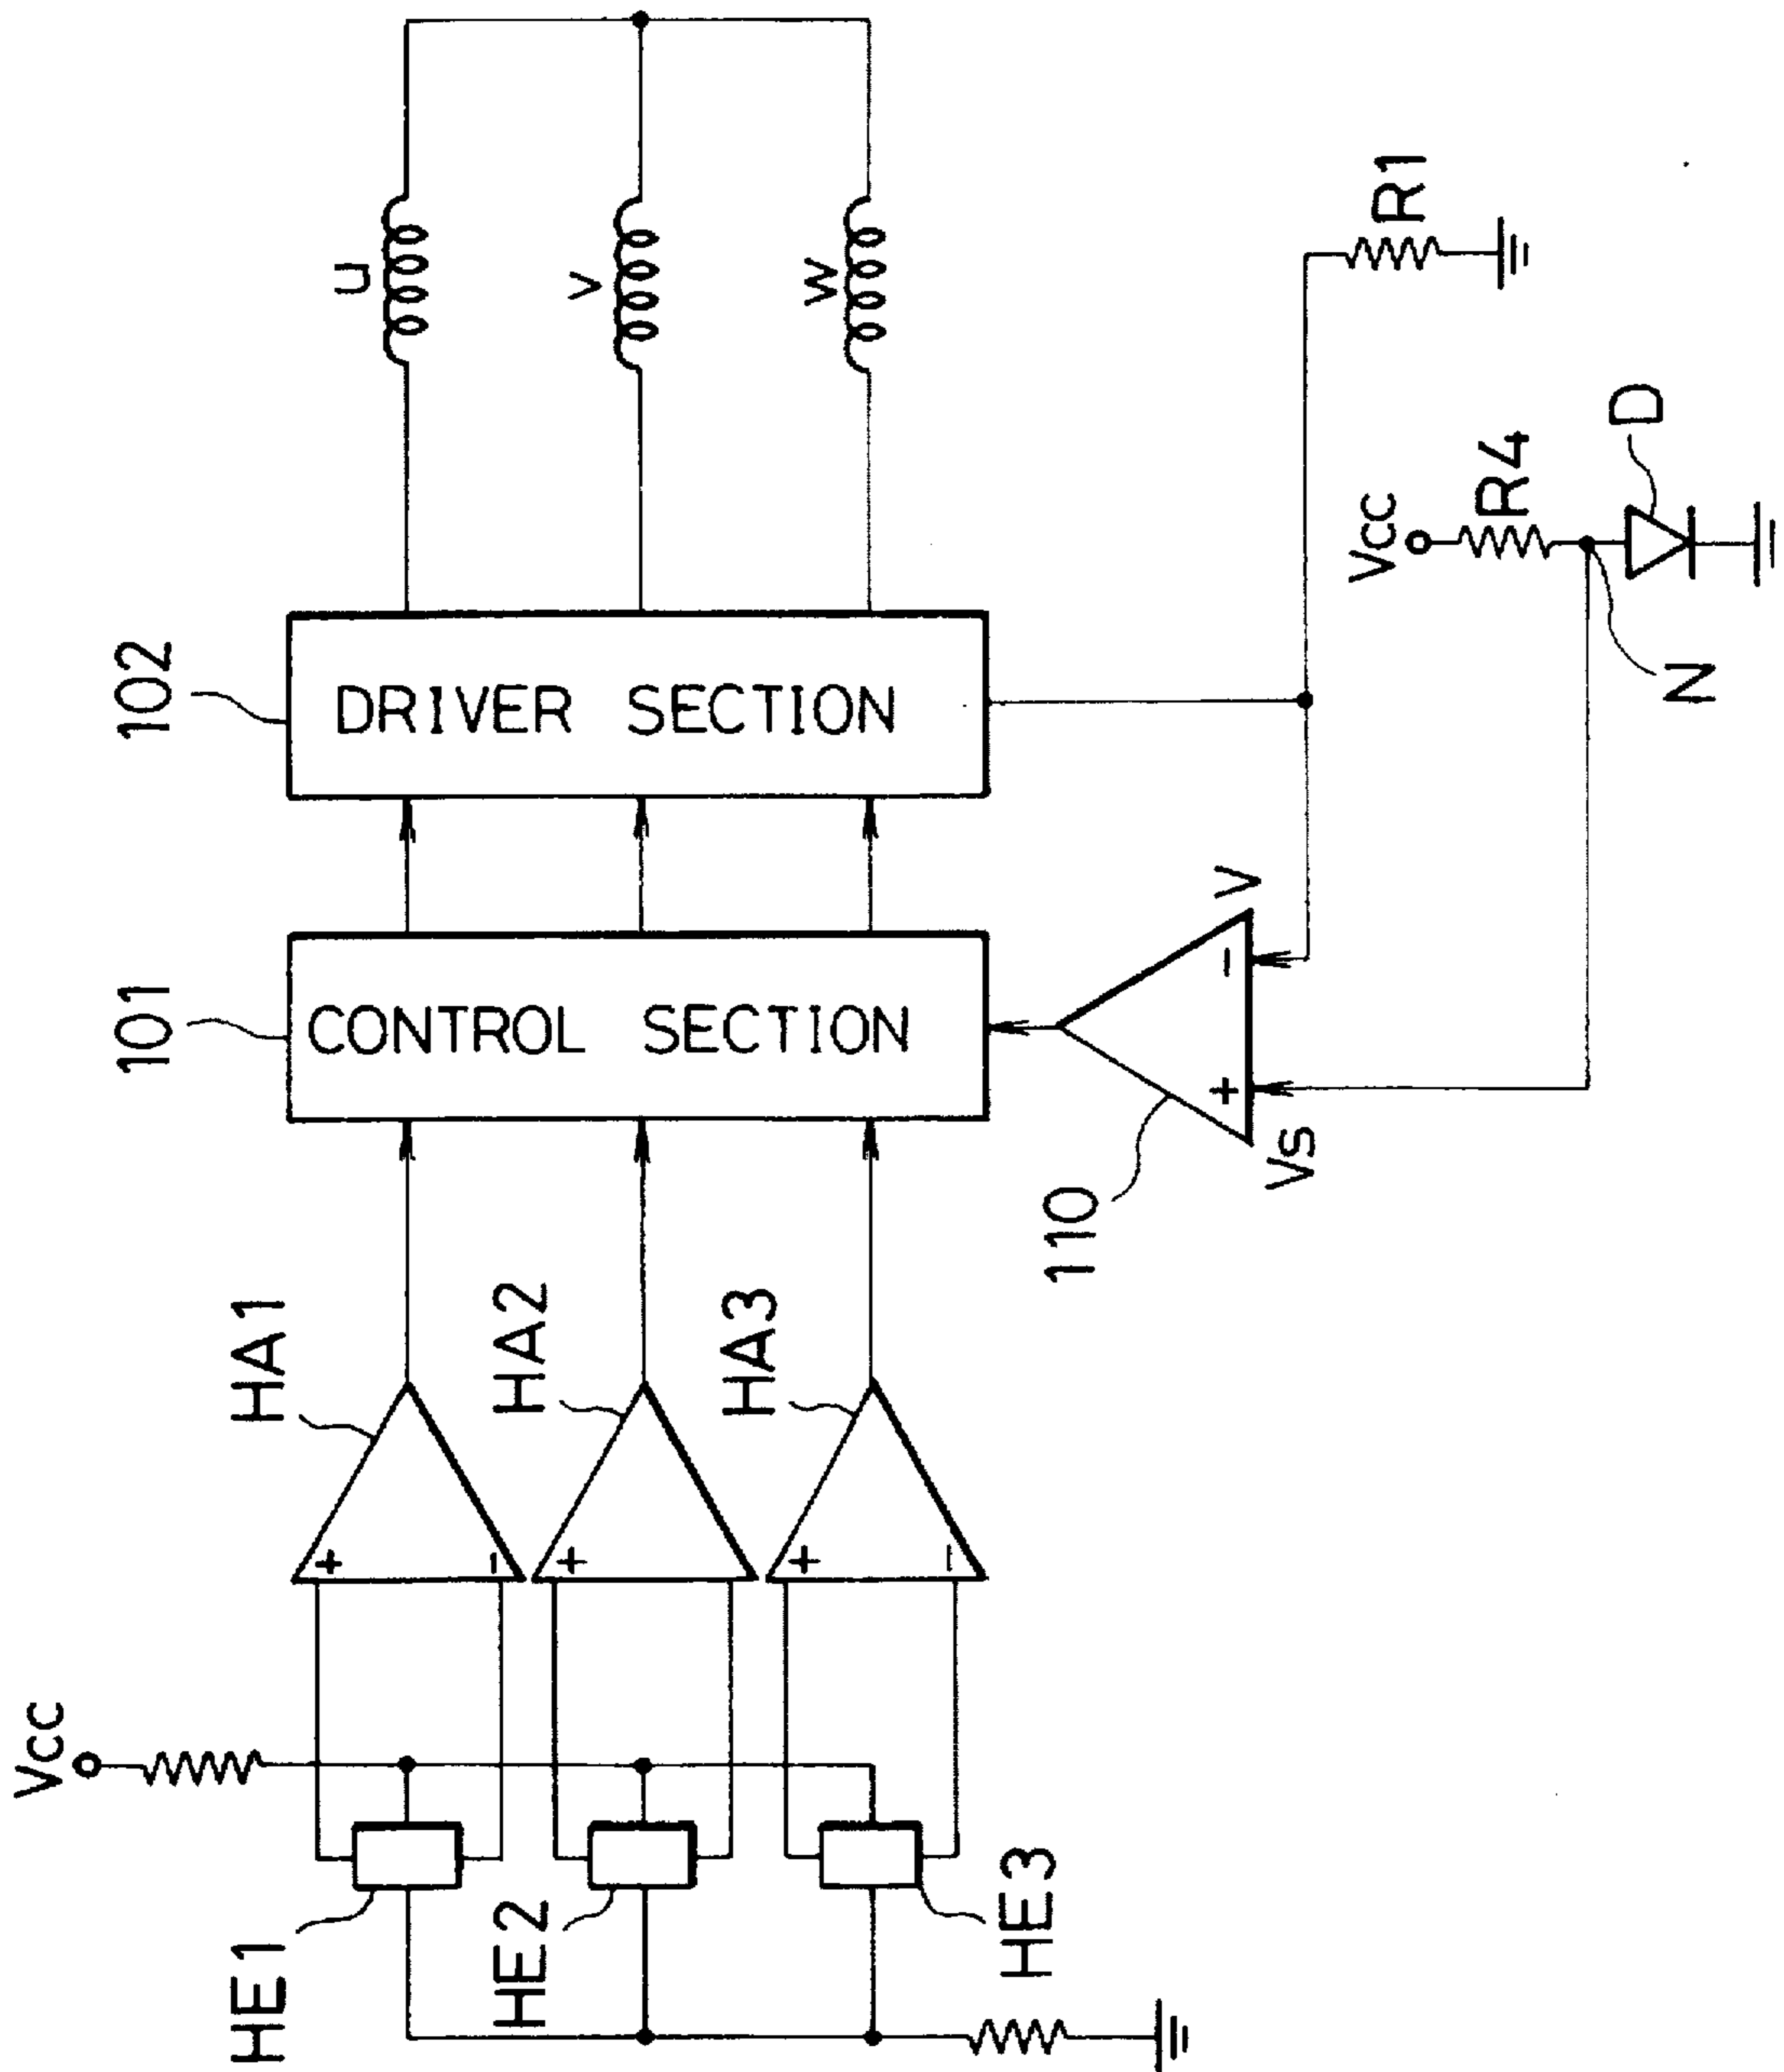 Vcc
HE1
HE2
HE3
+
-
+
+
-
HA1
HA2
HA3
101
CONTROL SECTION
102
DRIVER SECTION
u
v
w
110
+
-
Vs
V
R1
Vcc
R4
N
D